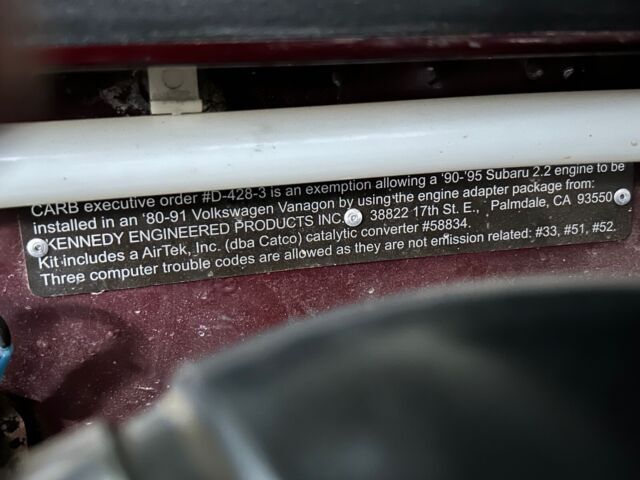 CARB executive order #D-428-3 is an exemption allowing a '90-'95 Subaru 2.2 engine to be
installed in an '80-91 Volkswagen Vanagon by using the engine adapter package from:
KENNEDY ENGINEERED PRODUCTS INC. 38822 17th St. E., Palmdale, CA 93550
Kit includes a AirTek, Inc. (dba Catco) catalytic converter #58834.
Three computer trouble codes are allowed as they are not emission related: #33, #51, #52.